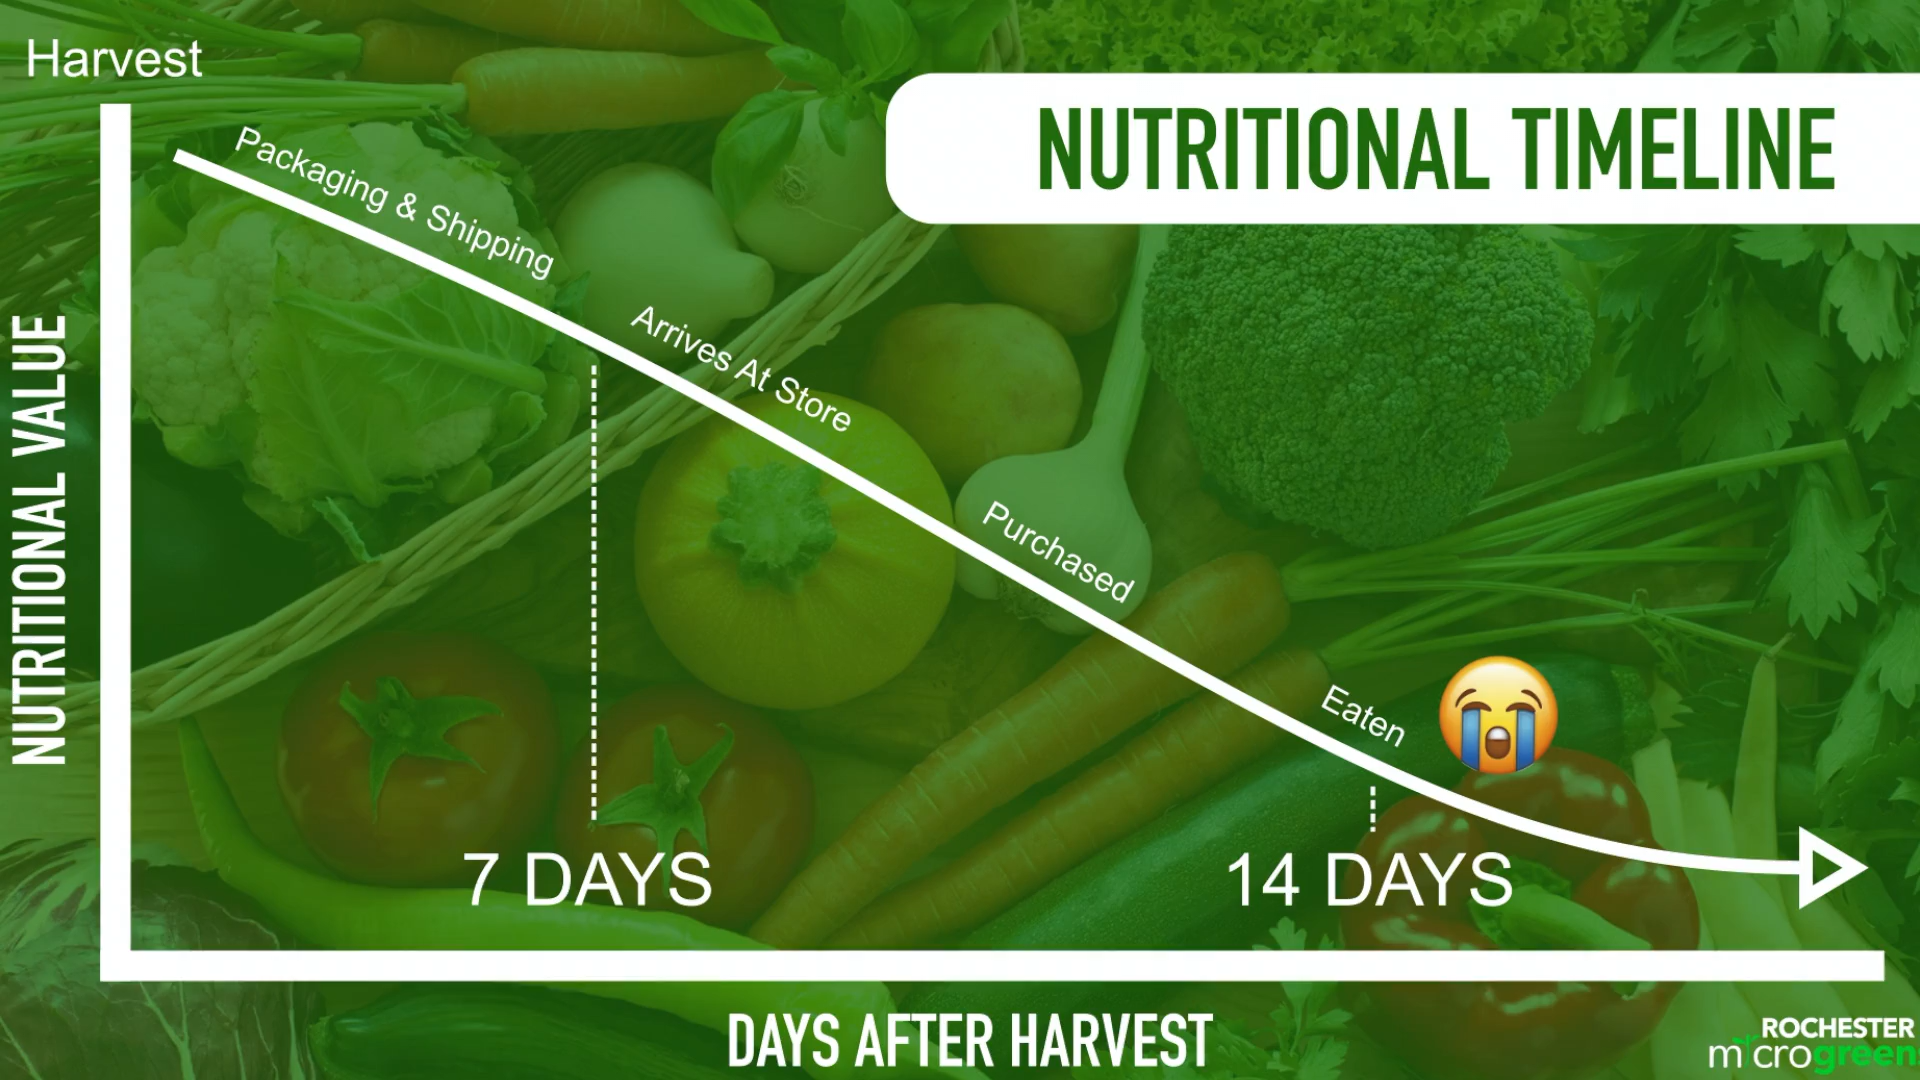 Harvest
NUTRITIONAL TIMELINE
Packaging & Shipping
Arrives At Store
Purchased
Eaten
NUTRITIONAL VALUE
7 DAYS
14 DAYS
DAYS AFTER HARVEST
ROCHESTER
microgreen